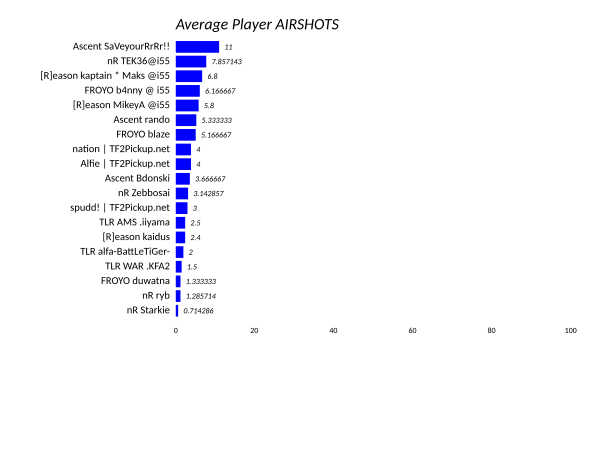 Average Player AIRSHOTS
Ascent SaVeyourRrRr!! 11
nR TEK36@i55 7.857143
[R]eason kaptain * Maks @i55 6.8
FROYO b4nny @ i55 6.166667
[R]eason MikeyA @i55 5.8
Ascent rando 5.333333
FROYO blaze 5.166667
nation | TF2Pickup.net 4
Alfie | TF2Pickup.net 4
Ascent Bdonski 3.666667
nR Zebbosai 3.142857
spudd! | TF2Pickup.net 3
TLR AMS .iiyama 2.5
[R]eason kaidus 2.4
TLR alfa-BattLeTiGer- 2
TLR WAR .KFA2 1.5
FROYO duwatna 1.333333
nR ryb 1.285714
nR Starkie 0.714286
0 20 40 60 80 100